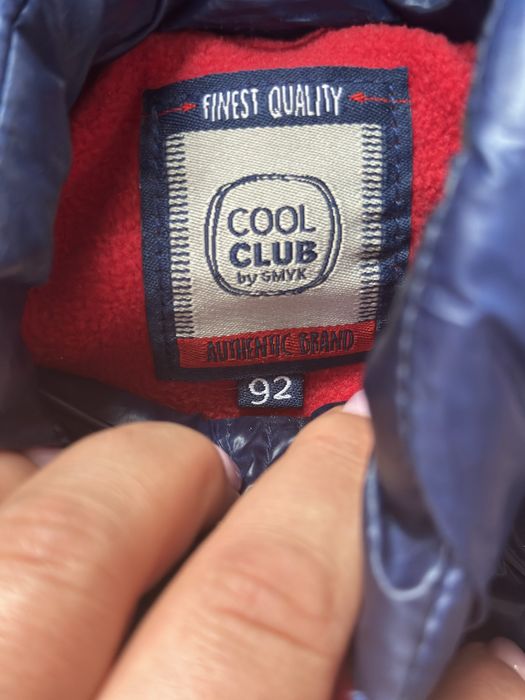 FINEST QUALITY
COOL
CLUB
by SMYK
AUTHENTIC BRAND
92